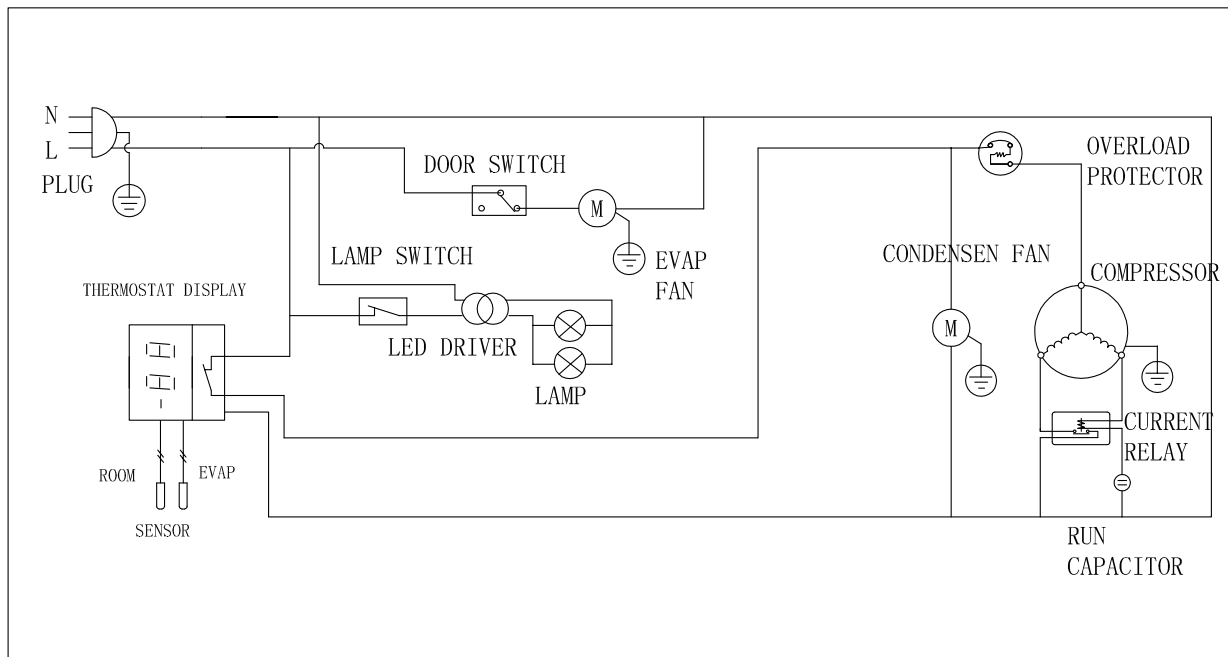 N
L
PLUG
DOOR SWITCH
M
EVAP
FAN
LAMP SWITCH
THERMOSTAT DISPLAY
LED DRIVER
LAMP
ROOM
EVAP
SENSOR
OVERLOAD
PROTECTOR
CONDENSEN FAN
COMPRESSOR
M
CURRENT
RELAY
RUN
CAPACITOR